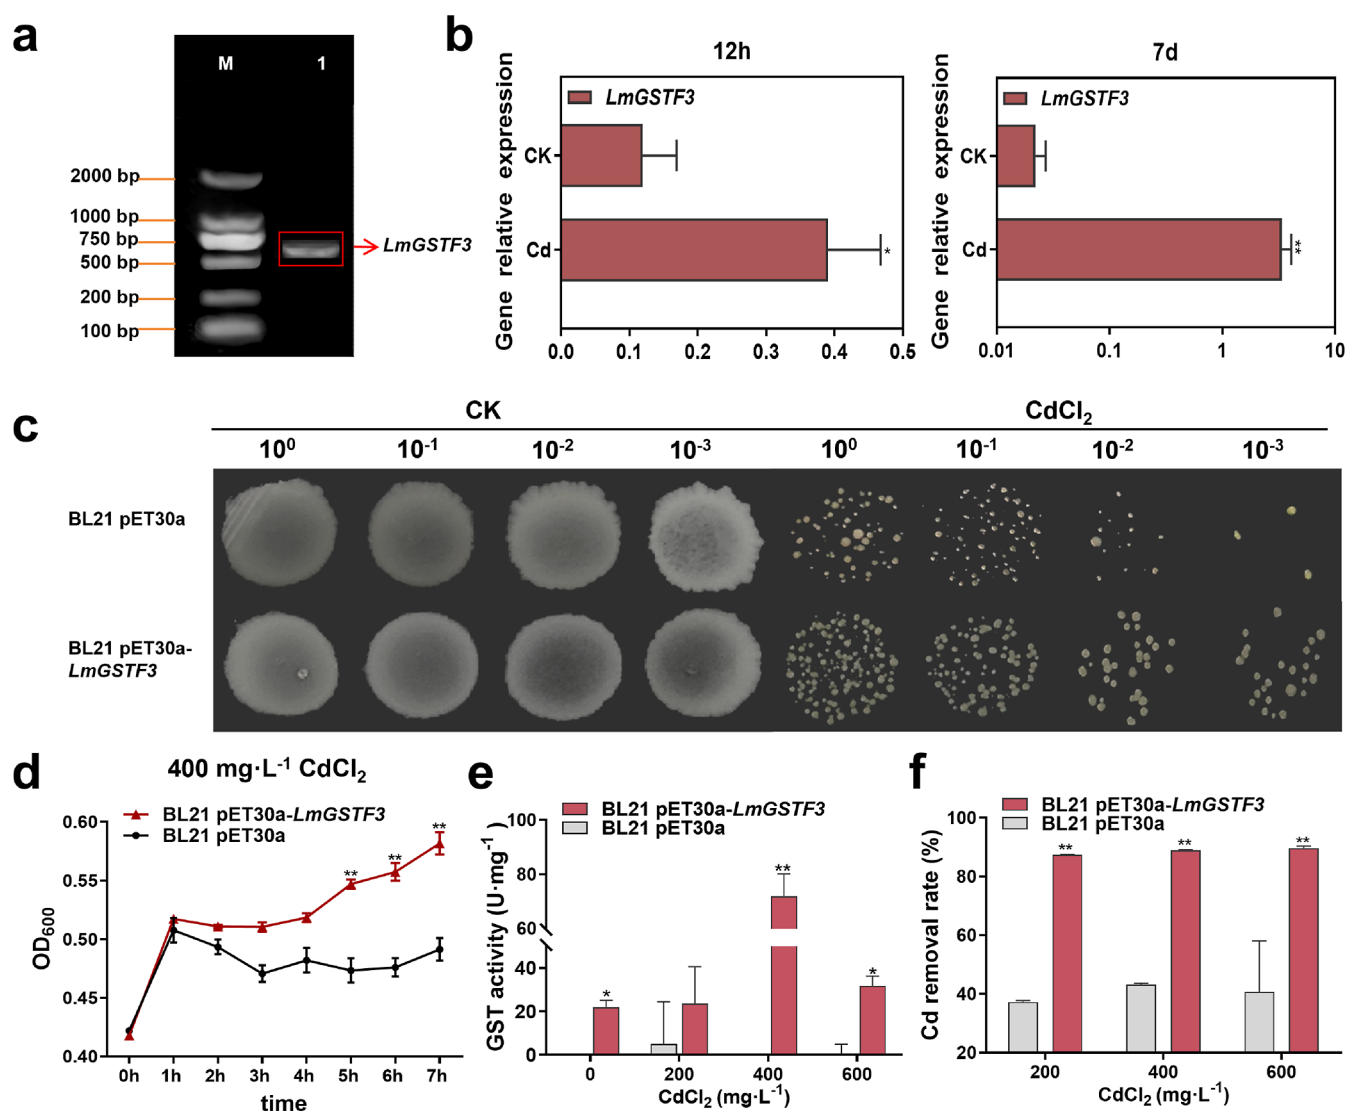 a
M 1
2000 bp
1000 bp
750 bp
500 bp
200 bp
100 bp
LmGSTF3
b
12h
Gene relative expression
LmGSTF3
CK
Cd
*
0.0 0.1 0.2 0.3 0.4 0.5
7d
Gene relative expression
LmGSTF3
CK
Cd
**
0.01 0.1 1 10
c
CK CdCl₂
10⁰ 10⁻¹ 10⁻² 10⁻³ 10⁰ 10⁻¹ 10⁻² 10⁻³
BL21 pET30a
BL21 pET30a-
LmGSTF3
d
400 mg·L⁻¹ CdCl₂
BL21 pET30a-LmGSTF3
BL21 pET30a
OD₆₀₀
0.60
0.55
0.50
0.45
0.40
** ** **
0h 1h 2h 3h 4h 5h 6h 7h
time
e
BL21 pET30a-LmGSTF3
BL21 pET30a
GST activity (U·mg⁻¹)
100
80
60
40
20
0
* ** *
0 200 400 600
CdCl₂ (mg·L⁻¹)
f
BL21 pET30a-LmGSTF3
BL21 pET30a
Cd removal rate (%)
100
80
60
40
20
** ** **
200 400 600
CdCl₂ (mg·L⁻¹)